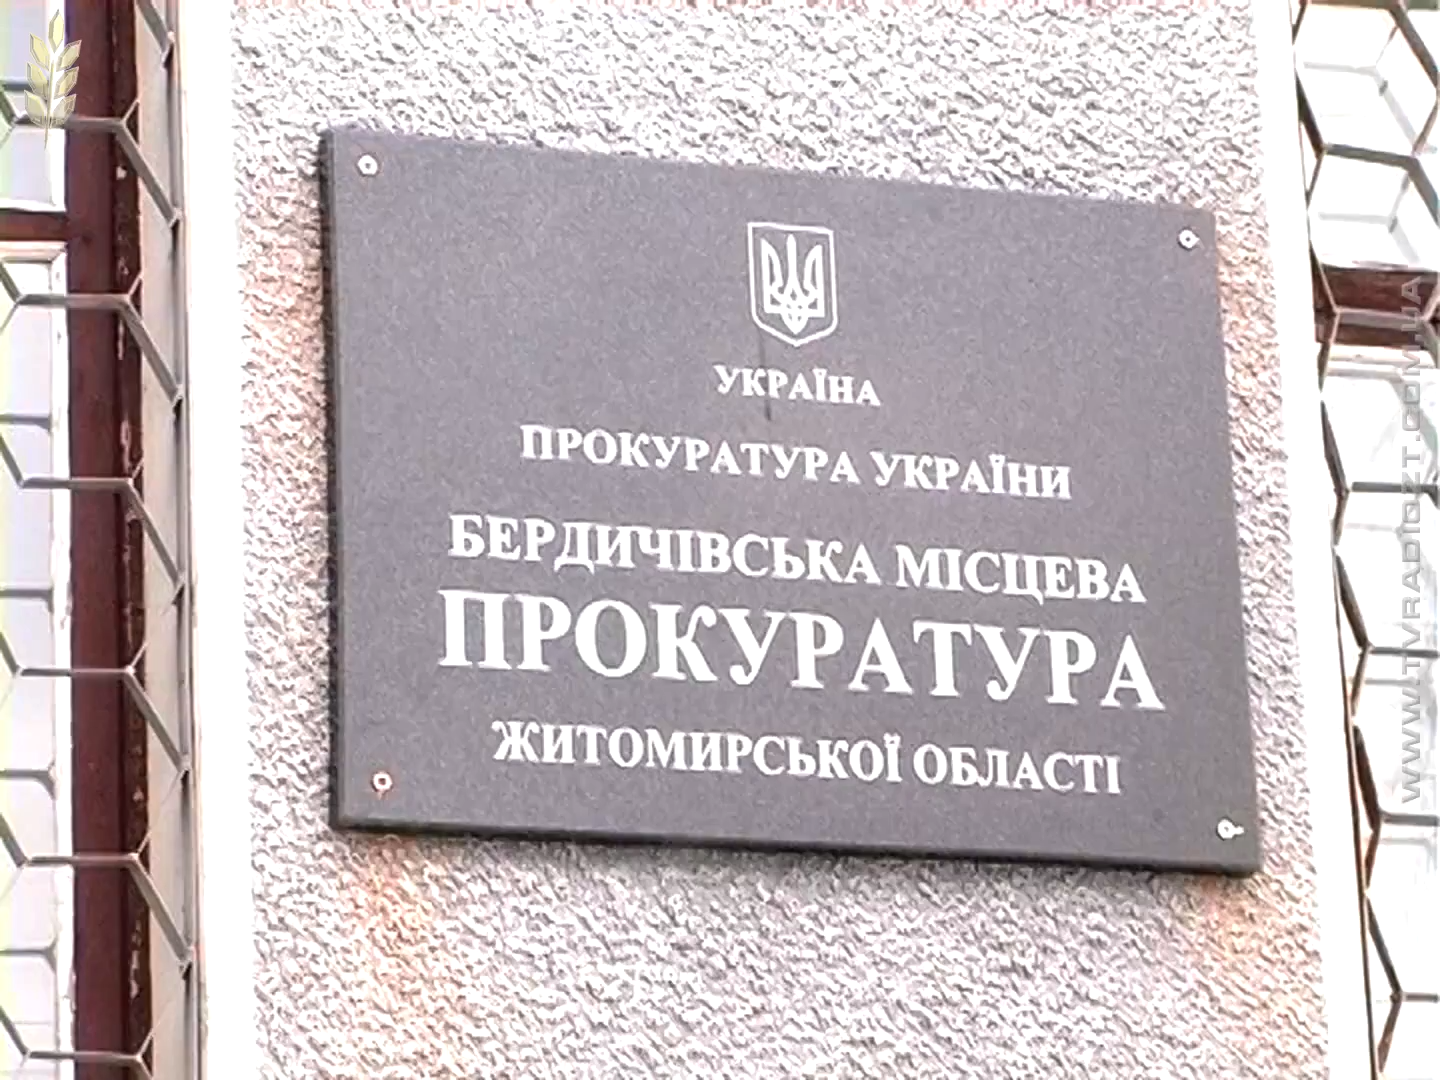 УКРАЇНА
ПРОКУРАТУРА УКРАЇНИ
БЕРДИЧІВСЬКА МІСЦЕВА
ПРОКУРАТУРА
ЖИТОМИРСЬКОЇ ОБЛАСТІ
WWW.TVRADIOZT.COM.UA